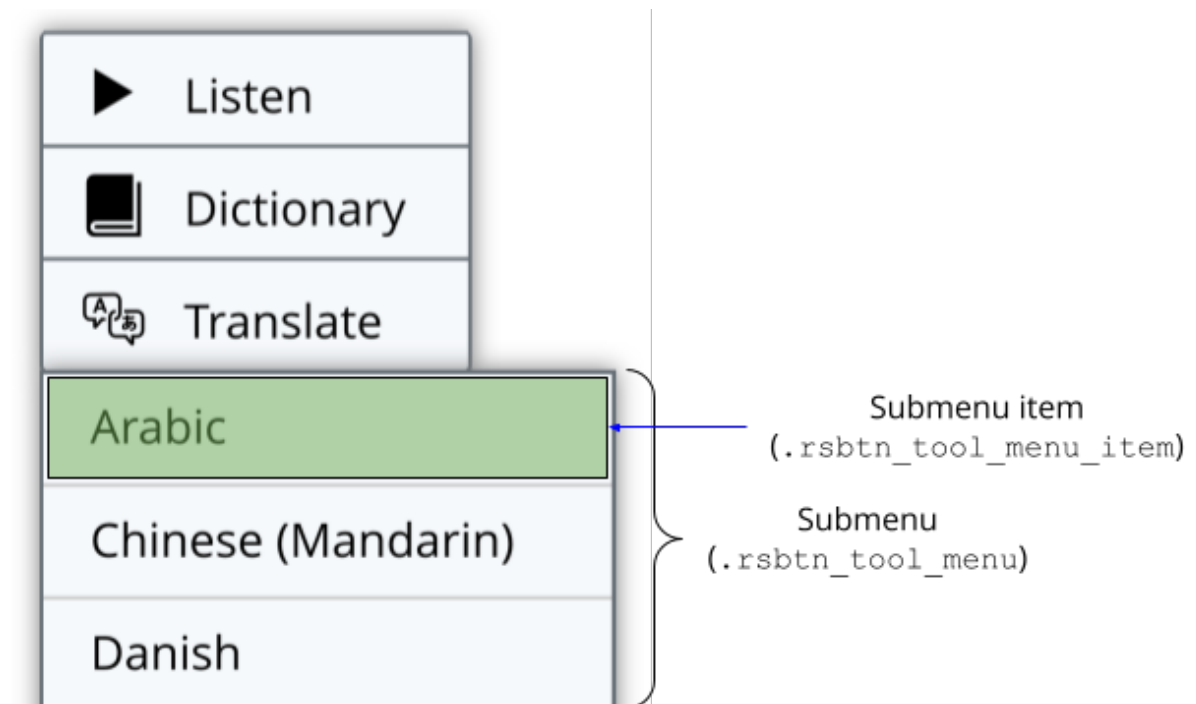 Listen
Dictionary
Translate
Arabic
Submenu item
(.rsbtn_tool_menu_item)
Chinese (Mandarin)
Submenu
(.rsbtn_tool_menu)
Danish